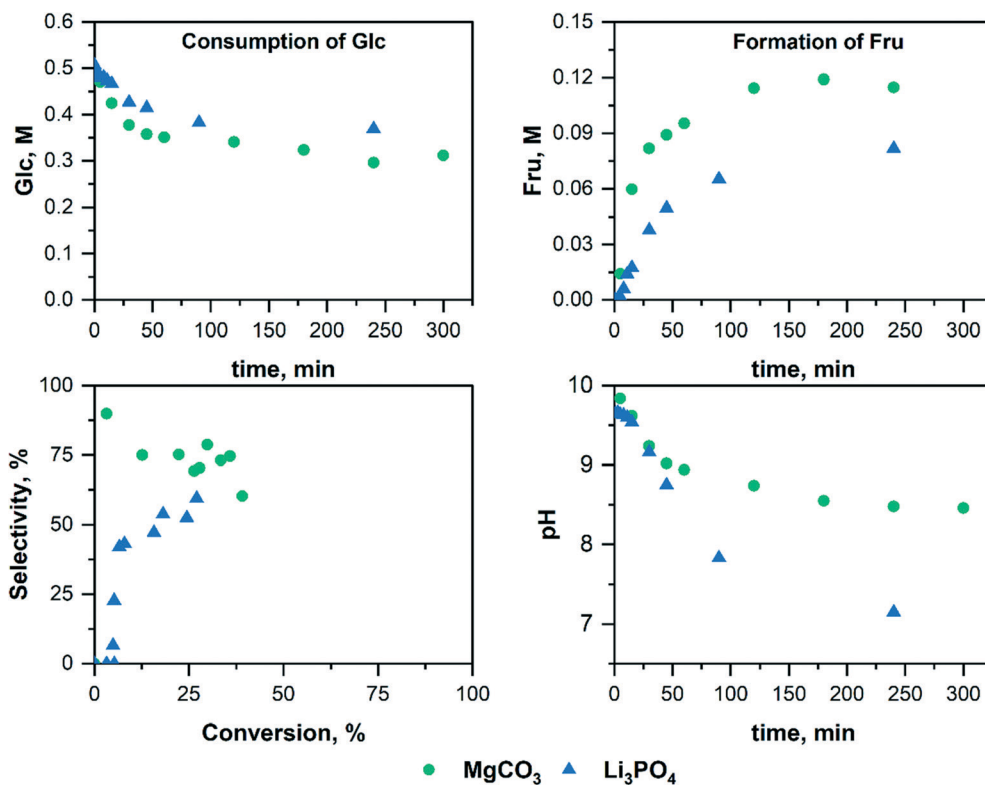 Consumption of Glc
Glc, M
0.6
0.5
0.4
0.3
0.2
0.1
0.0
0 50 100 150 200 250 300
time, min
Formation of Fru
Fru, M
0.15
0.12
0.09
0.06
0.03
0.00
0 50 100 150 200 250 300
time, min
Selectivity, %
100
75
50
25
0
0 25 50 75 100
Conversion, %
pH
10
9
8
7
0 50 100 150 200 250 300
time, min
MgCO₃ Li₃PO₄